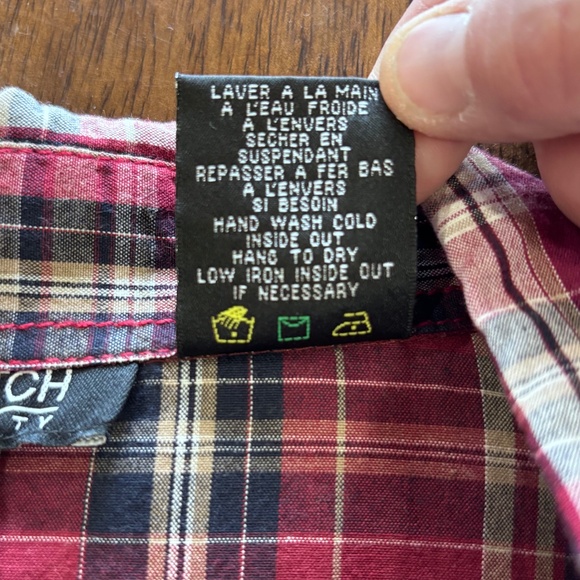 LAVER A LA MAIN
A L'EAU FROIDE
A L'ENVERS
SECHER EN
SUSPENDANT
REPASSER A FER BAS
A L'ENVERS
SI BESOIN
HAND WASH COLD
INSIDE OUT
HANG TO DRY
LOW IRON INSIDE OUT
IF NECESSARY